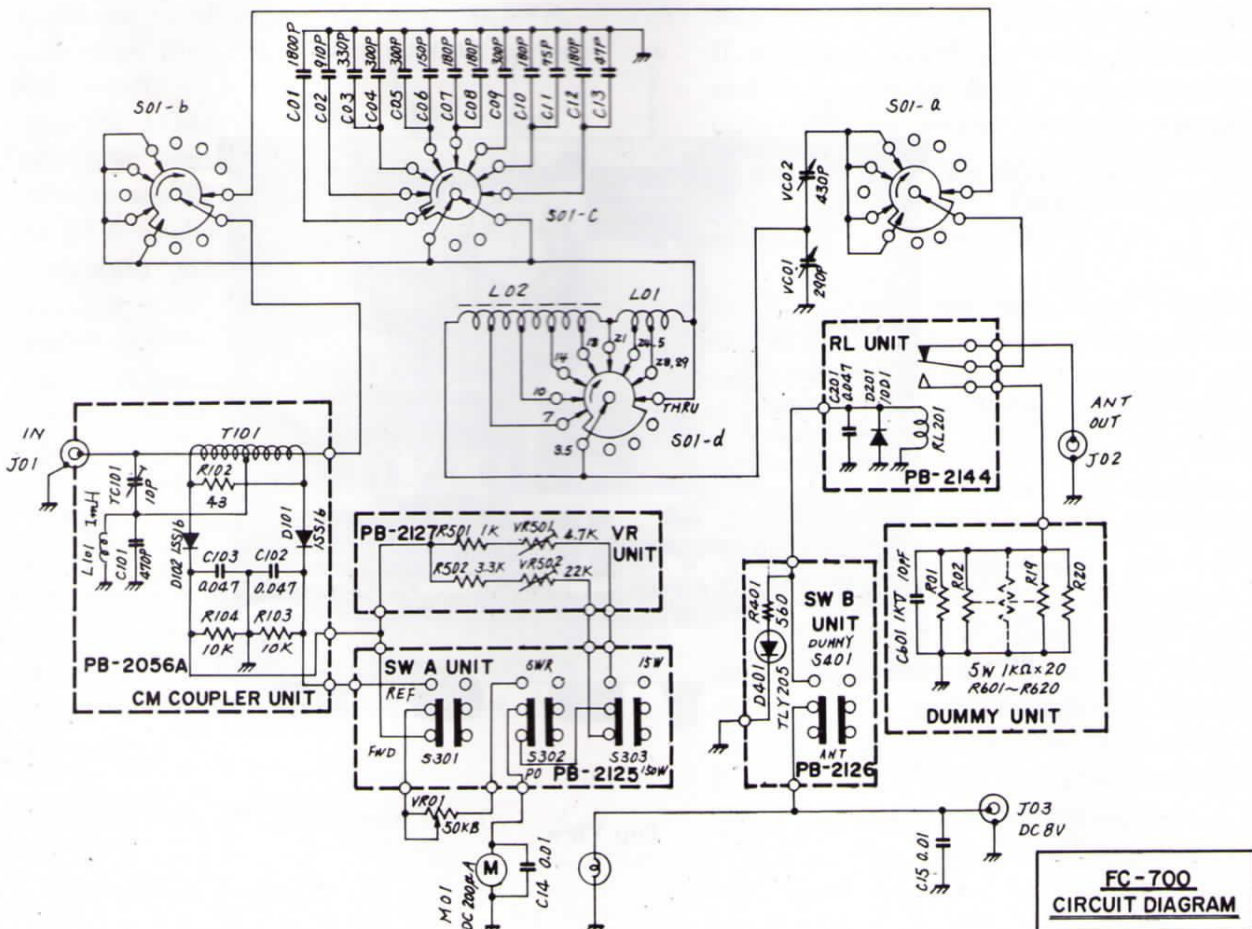 1800P
910P
330P
300P
300P
150P
180P
180P
300P
180P
75P
180P
47P
C01
C02
C03
C04
C05
C06
C07
C08
C09
C10
C11
C12
C13
S01-b
S01-a
S01-C
VC02
430P
VC01
290P
L02
L01
18
21
24.5
28,29
14
10
7
3.5
THRU
S01-d
RL UNIT
C201
0.047
D201
10D1
RL201
PB-2144
ANT
OUT
J02
IN
J01
T101
R102
43
TC101
10P
L101 1mH
C101
470P
D102 1SS16
D101
1SS16
C103
0.047
C102
0.047
R104
10K
R103
10K
PB-2056A
CM COUPLER UNIT
PB-2127
R501 1K
VR501
4.7K
R502 3.3K
VR502
22K
VR
UNIT
SW A UNIT
REF
FWD
S301
SWR
S302
PO
15W
S303
150W
PB-2125
VR01
50KB
M
M01
DC200μA
C14 0.01
R401
560
D401
TLY205
SW B
UNIT
DUMMY
S401
ANT
PB-2126
C601 1KV 10PF
R01
R02
R19
R20
5W 1KΩ×20
R601~R620
DUMMY UNIT
J03
DC 8V
C15 0.01
FC-700
CIRCUIT DIAGRAM